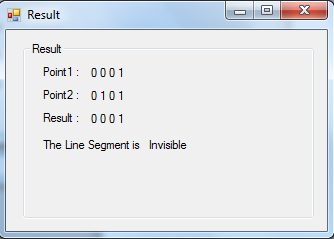 Result
Result
Point1 : 0 0 0 1
Point2 : 0 1 0 1
Result : 0 0 0 1
The Line Segment is Invisible